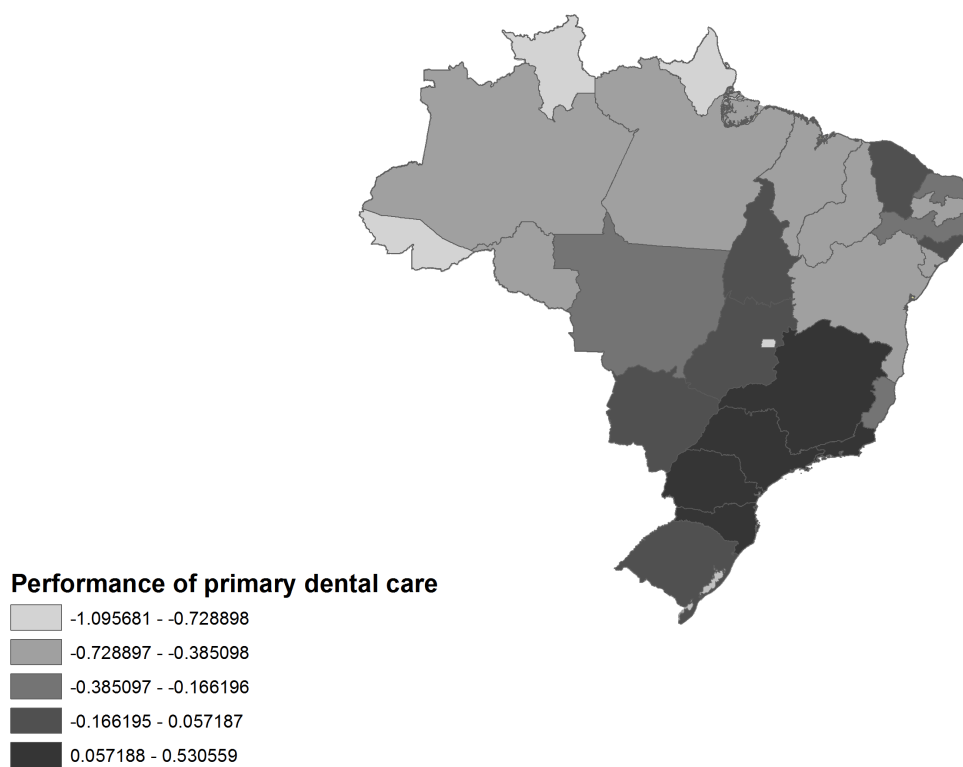 Performance of primary dental care
-1.095681 - -0.728898
-0.728897 - -0.385098
-0.385097 - -0.166196
-0.166195 - 0.057187
0.057188 - 0.530559